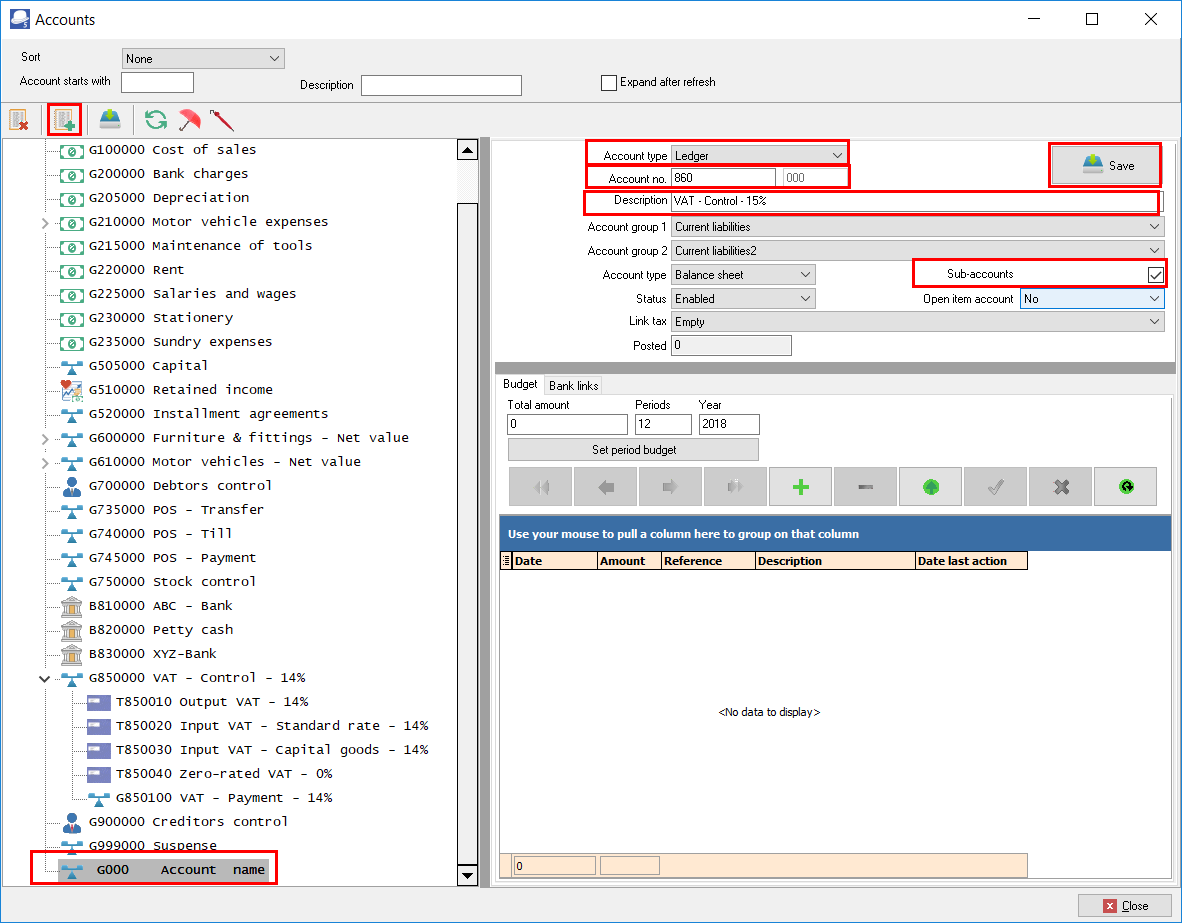 Accounts
Sort None
Account starts with
Description
Expand after refresh
G100000 Cost of sales
G200000 Bank charges
G205000 Depreciation
G210000 Motor vehicle expenses
G215000 Maintenance of tools
G220000 Rent
G225000 Salaries and wages
G230000 Stationery
G235000 Sundry expenses
G505000 Capital
G510000 Retained income
G520000 Installment agreements
G600000 Furniture & fittings - Net value
G610000 Motor vehicles - Net value
G700000 Debtors control
G735000 POS - Transfer
G740000 POS - Till
G745000 POS - Payment
G750000 Stock control
B810000 ABC - Bank
B820000 Petty cash
B830000 XYZ-Bank
G850000 VAT - Control - 14%
T850010 Output VAT - 14%
T850020 Input VAT - Standard rate - 14%
T850030 Input VAT - Capital goods - 14%
T850040 Zero-rated VAT - 0%
G850100 VAT - Payment - 14%
G900000 Creditors control
G999000 Suspense
G000 Account name
Account type Ledger
Account no. 860 000
Save
Description VAT - Control - 15%
Account group 1 Current liabilities
Account group 2 Current liabilities2
Account type Balance sheet Sub-accounts
Status Enabled Open item account No
Link tax Empty
Posted 0
Budget Bank links
Total amount Periods Year
0 12 2018
Set period budget
Use your mouse to pull a column here to group on that column
Date Amount Reference Description Date last action
<No data to display>
0
Close